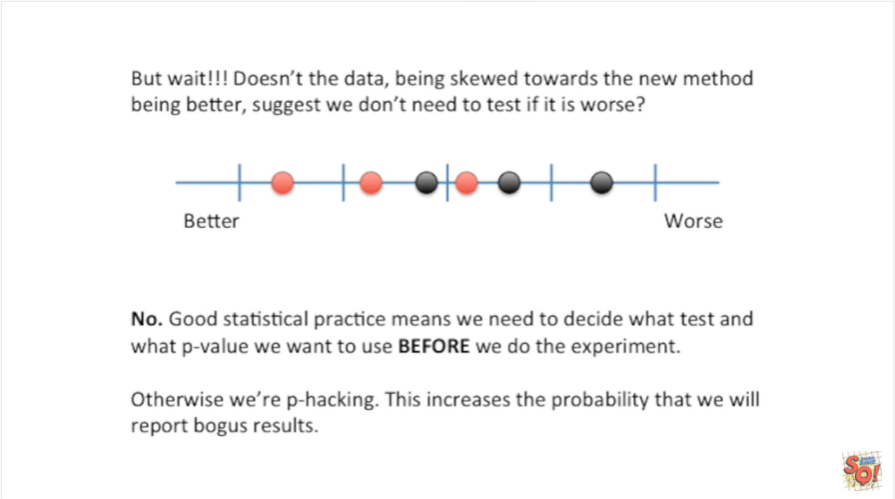 But wait!!! Doesn't the data, being skewed towards the new method
being better, suggest we don't need to test if it is worse?
Better
Worse
No. Good statistical practice means we need to decide what test and
what p-value we want to use BEFORE we do the experiment.
Otherwise we're p-hacking. This increases the probability that we will
report bogus results.